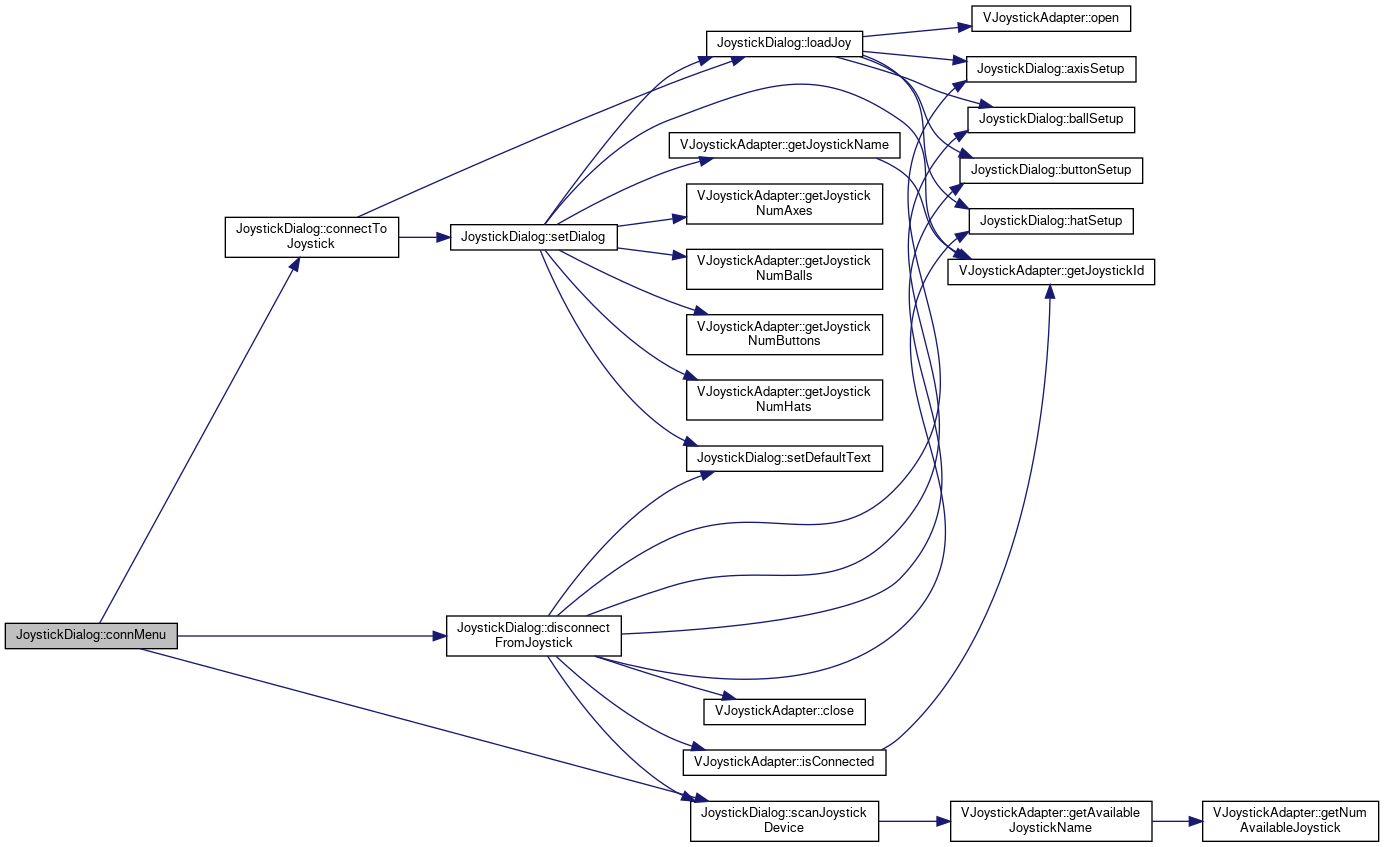 VJoystickAdapter::open
JoystickDialog::loadJoy
JoystickDialog::axisSetup
JoystickDialog::ballSetup
VJoystickAdapter::getJoystickName
JoystickDialog::buttonSetup
VJoystickAdapter::getJoystick
NumAxes
JoystickDialog::hatSetup
JoystickDialog::connectTo
Joystick
JoystickDialog::setDialog
VJoystickAdapter::getJoystick
NumBalls
VJoystickAdapter::getJoystickId
VJoystickAdapter::getJoystick
NumButtons
VJoystickAdapter::getJoystick
NumHats
JoystickDialog::setDefaultText
JoystickDialog::connMenu
JoystickDialog::disconnect
FromJoystick
VJoystickAdapter::close
VJoystickAdapter::isConnected
JoystickDialog::scanJoystick
Device
VJoystickAdapter::getAvailable
JoystickName
VJoystickAdapter::getNum
AvailableJoystick